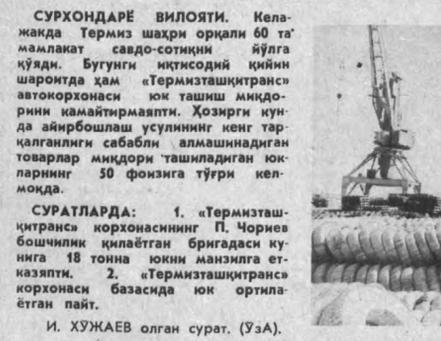 СУРХОНДАРЁ ВИЛОЯТИ. Кела-
жакда Термиз шаҳри орқали 60 та
мамлакат савдо-сотиқни йўлга
қўяди. Бугунги иқтисодий қийин
шароитда ҳам «Термизташқитранс»
автокорхонаси юк ташиш миқдо-
рини камайтирмаяпти. Ҳозирги кун-
да айирбошлаш усулининг кенг тар-
қалганлиги сабабли алмашинадиган
товарлар миқдори ташиладиган юк-
ларнинг 50 фоизига тўғри кел-
моқда.
СУРАТЛАРДА: 1. «Термизташ-
қитранс» корхонасининг П. Чориев
бошчилик қилаётган бригадаси ку-
нига 18 тонна юкни манзилга ет-
казяпти. 2. «Термизташқитранс»
корхонаси базасида юк ортила-
ётган пайт.
И. ХЎЖАЕВ олган сурат. (ЎзА).